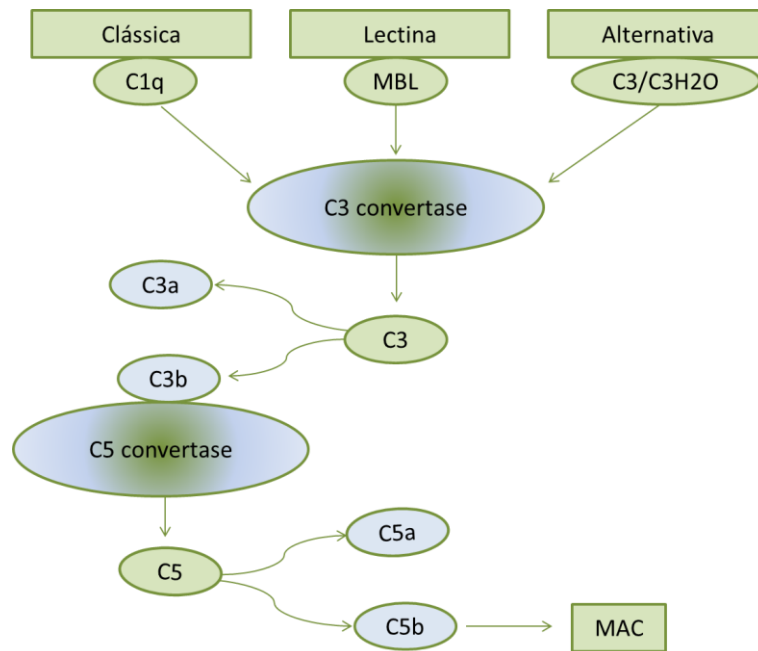 Clássica
Lectina
Alternativa
C1q
MBL
C3/C3H2O
C3 convertase
C3a
C3
C3b
C5 convertase
C5a
C5
C5b
MAC